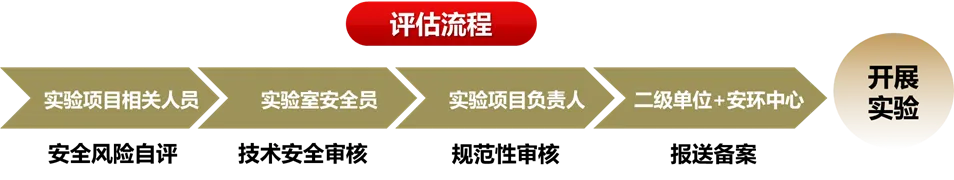 评估流程
实验项目相关人员
实验室安全员
实验项目负责人
二级单位+安环中心
开展
实验
安全风险自评
技术安全审核
规范性审核
报送备案